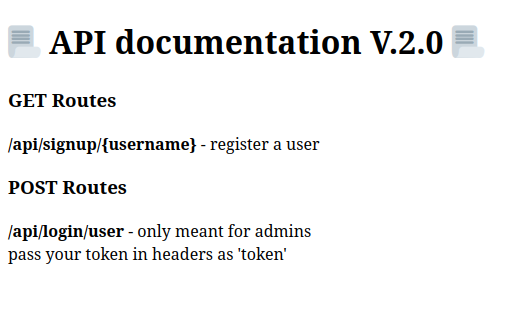 📜 API documentation V.2.0 📜
GET Routes
/api/signup/{username} - register a user
POST Routes
/api/login/user - only meant for admins
pass your token in headers as 'token'